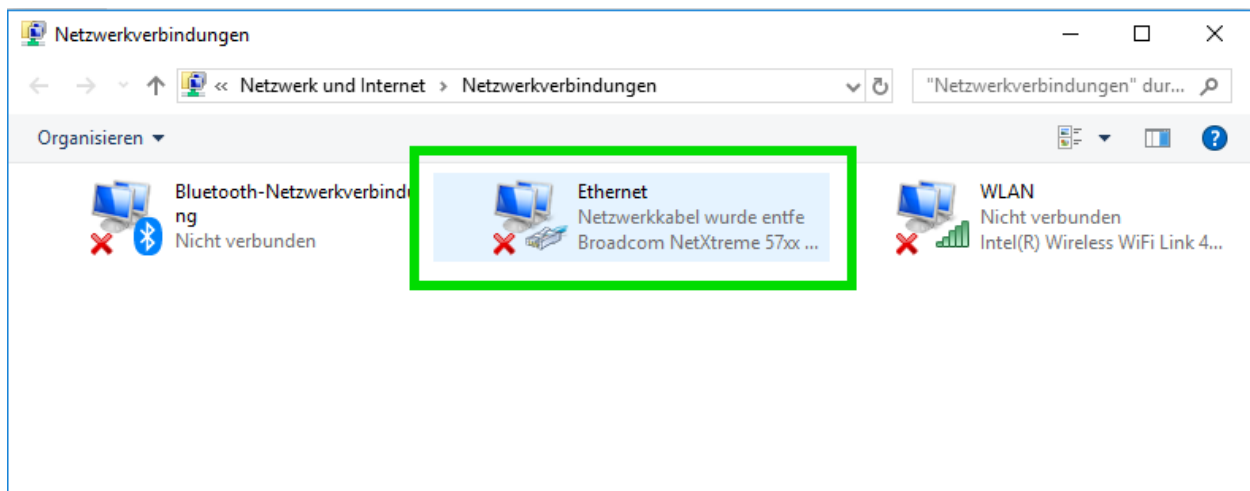 Netzwerkverbindungen
« Netzwerk und Internet › Netzwerkverbindungen
"Netzwerkverbindungen" dur...
Organisieren
?
Bluetooth-Netzwerkverbindu
ng
Nicht verbunden
Ethernet
Netzwerkkabel wurde entfe
Broadcom NetXtreme 57xx ...
WLAN
Nicht verbunden
Intel(R) Wireless WiFi Link 4...